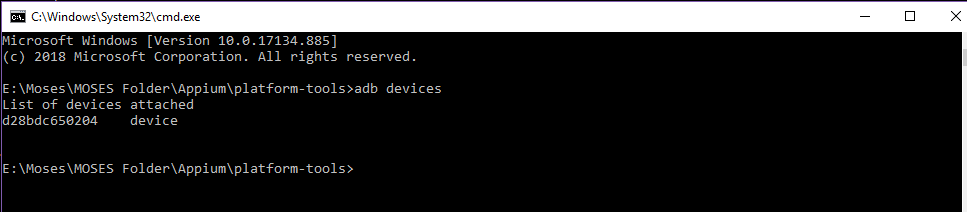 C:\Windows\System32\cmd.exe
Microsoft Windows [Version 10.0.17134.885]
(c) 2018 Microsoft Corporation. All rights reserved.
E:\Moses\MOSES Folder\Appium\platform-tools>adb devices
List of devices attached
d28bdc650204    device
E:\Moses\MOSES Folder\Appium\platform-tools>